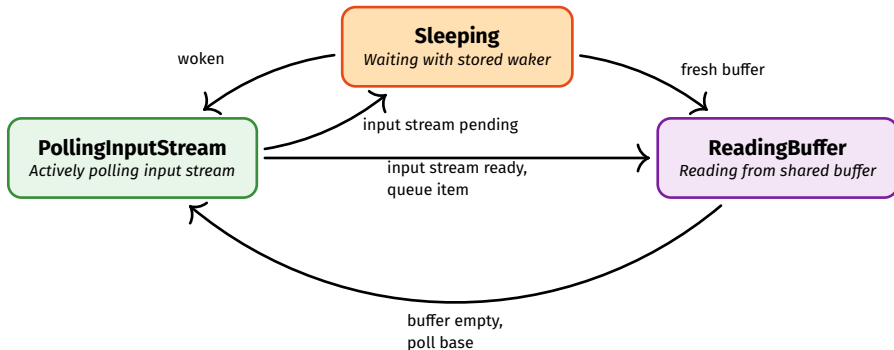 Sleeping
Waiting with stored waker
woken
fresh buffer
input stream pending
PollingInputStream
Actively polling input stream
ReadingBuffer
Reading from shared buffer
input stream ready,
queue item
buffer empty,
poll base